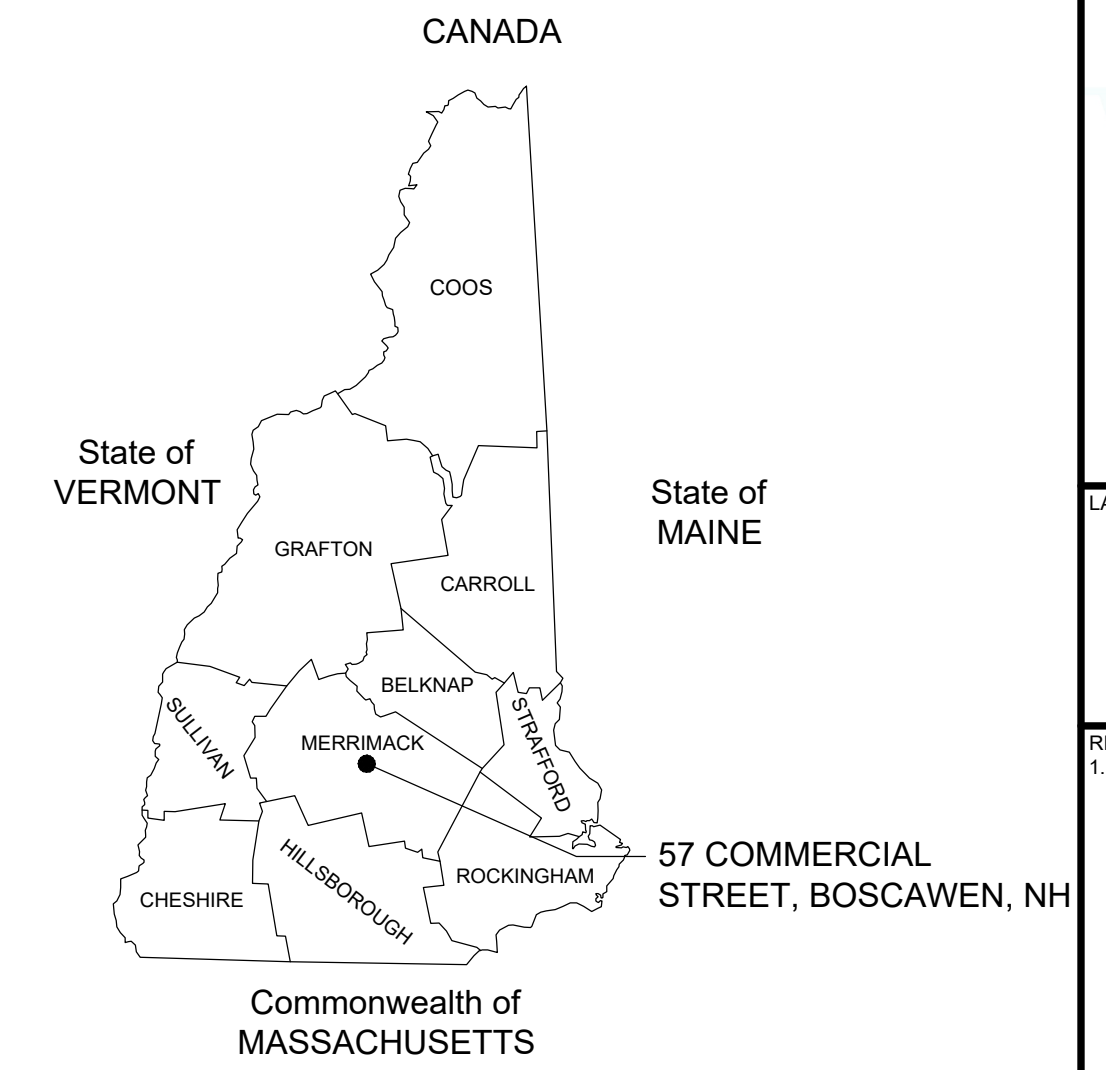 CANADA
COOS
State of
VERMONT
State of
MAINE
GRAFTON
CARROLL
BELKNAP
SULLIVAN
STRAFFORD
MERRIMACK
57 COMMERCIAL
STREET, BOSCAWEN, NH
HILLSBOROUGH
ROCKINGHAM
CHESHIRE
Commonwealth of
MASSACHUSETTS
1.